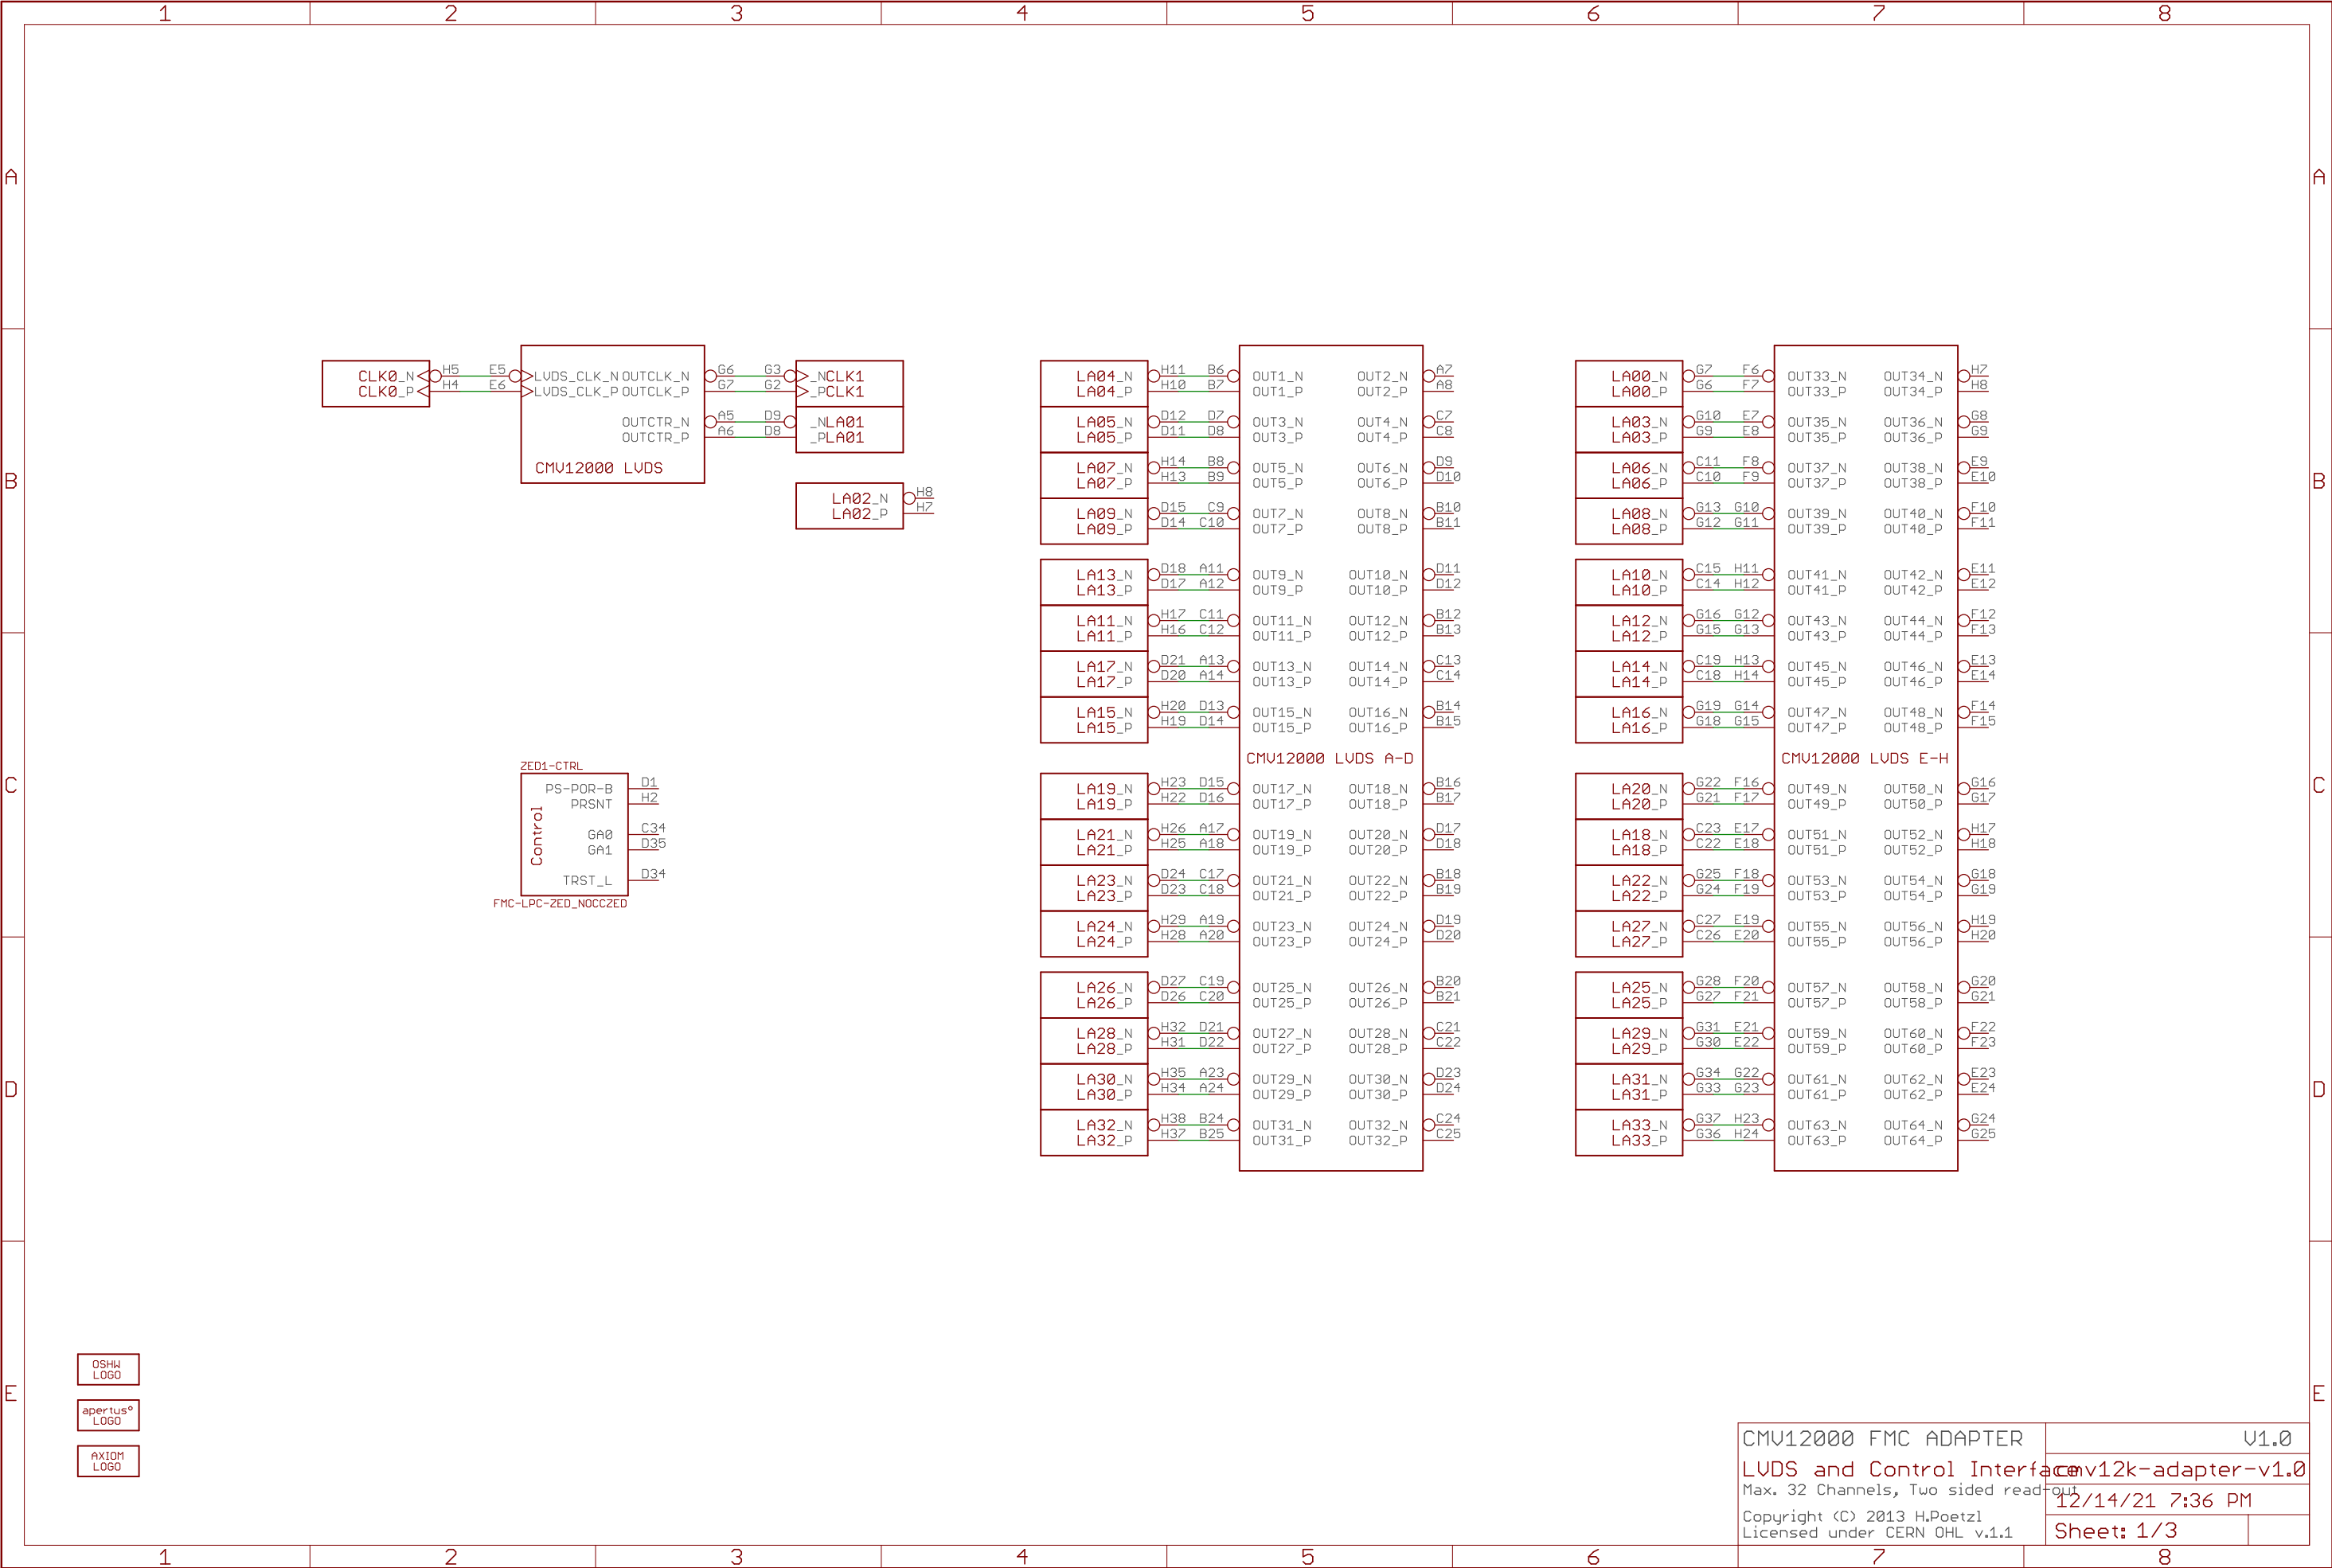 1 2 3 4 5 6 7 8
A A
B B
C C
D D
E E
CLK0_N H5 E5 LVDS_CLK_N OUTCLK_N G6 G3 _NCLK1
CLK0_P H4 E6 LVDS_CLK_P OUTCLK_P G7 G2 _PCLK1
OUTCTR_N A5 D9 _NLA01
OUTCTR_P A6 D8 _PLA01
CMV12000 LVDS
LA02_N H8
LA02_P H7
ZED1-CTRL
PS-POR-B D1
PRSNT H2
Control
GA0 C34
GA1 D35
TRST_L D34
FMC-LPC-ZED_NOCCZED
LA04_N H11 B6 OUT1_N OUT2_N A7
LA04_P H10 B7 OUT1_P OUT2_P A8
LA05_N D12 D7 OUT3_N OUT4_N C7
LA05_P D11 D8 OUT3_P OUT4_P C8
LA07_N H14 B8 OUT5_N OUT6_N D9
LA07_P H13 B9 OUT5_P OUT6_P D10
LA09_N D15 C9 OUT7_N OUT8_N B10
LA09_P D14 C10 OUT7_P OUT8_P B11
LA13_N D18 A11 OUT9_N OUT10_N D11
LA13_P D17 A12 OUT9_P OUT10_P D12
LA11_N H17 C11 OUT11_N OUT12_N B12
LA11_P H16 C12 OUT11_P OUT12_P B13
LA17_N D21 A13 OUT13_N OUT14_N C13
LA17_P D20 A14 OUT13_P OUT14_P C14
LA15_N H20 D13 OUT15_N OUT16_N B14
LA15_P H19 D14 OUT15_P OUT16_P B15
CMV12000 LVDS A-D
LA19_N H23 D15 OUT17_N OUT18_N B16
LA19_P H22 D16 OUT17_P OUT18_P B17
LA21_N H26 A17 OUT19_N OUT20_N D17
LA21_P H25 A18 OUT19_P OUT20_P D18
LA23_N D24 C17 OUT21_N OUT22_N B18
LA23_P D23 C18 OUT21_P OUT22_P B19
LA24_N H29 A19 OUT23_N OUT24_N D19
LA24_P H28 A20 OUT23_P OUT24_P D20
LA26_N D27 C19 OUT25_N OUT26_N B20
LA26_P D26 C20 OUT25_P OUT26_P B21
LA28_N H32 D21 OUT27_N OUT28_N C21
LA28_P H31 D22 OUT27_P OUT28_P C22
LA30_N H35 A23 OUT29_N OUT30_N D23
LA30_P H34 A24 OUT29_P OUT30_P D24
LA32_N H38 B24 OUT31_N OUT32_N C24
LA32_P H37 B25 OUT31_P OUT32_P C25
LA00_N G7 F6 OUT33_N OUT34_N H7
LA00_P G6 F7 OUT33_P OUT34_P H8
LA03_N G10 E7 OUT35_N OUT36_N G8
LA03_P G9 E8 OUT35_P OUT36_P G9
LA06_N C11 F8 OUT37_N OUT38_N E9
LA06_P C10 F9 OUT37_P OUT38_P E10
LA08_N G13 G10 OUT39_N OUT40_N F10
LA08_P G12 G11 OUT39_P OUT40_P F11
LA10_N C15 H11 OUT41_N OUT42_N E11
LA10_P C14 H12 OUT41_P OUT42_P E12
LA12_N G16 G12 OUT43_N OUT44_N F12
LA12_P G15 G13 OUT43_P OUT44_P F13
LA14_N C19 H13 OUT45_N OUT46_N E13
LA14_P C18 H14 OUT45_P OUT46_P E14
LA16_N G19 G14 OUT47_N OUT48_N F14
LA16_P G18 G15 OUT47_P OUT48_P F15
CMV12000 LVDS E-H
LA20_N G22 F16 OUT49_N OUT50_N G16
LA20_P G21 F17 OUT49_P OUT50_P G17
LA18_N C23 E17 OUT51_N OUT52_N H17
LA18_P C22 E18 OUT51_P OUT52_P H18
LA22_N G25 F18 OUT53_N OUT54_N G18
LA22_P G24 F19 OUT53_P OUT54_P G19
LA27_N C27 E19 OUT55_N OUT56_N H19
LA27_P C26 E20 OUT55_P OUT56_P H20
LA25_N G28 F20 OUT57_N OUT58_N G20
LA25_P G27 F21 OUT57_P OUT58_P G21
LA29_N G31 E21 OUT59_N OUT60_N F22
LA29_P G30 E22 OUT59_P OUT60_P F23
LA31_N G34 G22 OUT61_N OUT62_N E23
LA31_P G33 G23 OUT61_P OUT62_P E24
LA33_N G37 H23 OUT63_N OUT64_N G24
LA33_P G36 H24 OUT63_P OUT64_P G25
OSHW
LOGO
apertus°
LOGO
AXIOM
LOGO
CMV12000 FMC ADAPTER V1.0
LVDS and Control Interface cmv12k-adapter-v1.0
Max. 32 Channels, Two sided read-out
12/14/21 7:36 PM
Copyright (C) 2013 H.Poetzl
Licensed under CERN OHL v.1.1
Sheet: 1/3
1 2 3 4 5 6 7 8